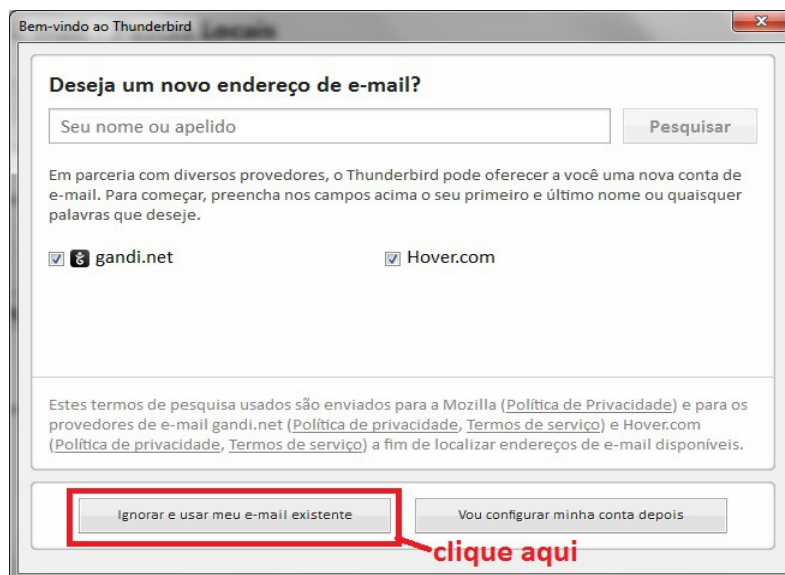 Bem-vindo ao Thunderbird
Locais
Deseja um novo endereço de e-mail?
Seu nome ou apelido
Pesquisar
Em parceria com diversos provedores, o Thunderbird pode oferecer a você uma nova conta de
e-mail. Para começar, preencha nos campos acima o seu primeiro e último nome ou quaisquer
palavras que deseje.
gandi.net
Hover.com
Estes termos de pesquisa usados são enviados para a Mozilla (Política de Privacidade) e para os
provedores de e-mail gandi.net (Política de privacidade, Termos de serviço) e Hover.com
(Política de privacidade, Termos de serviço) a fim de localizar endereços de e-mail disponíveis.
Ignorar e usar meu e-mail existente
Vou configurar minha conta depois
clique aqui